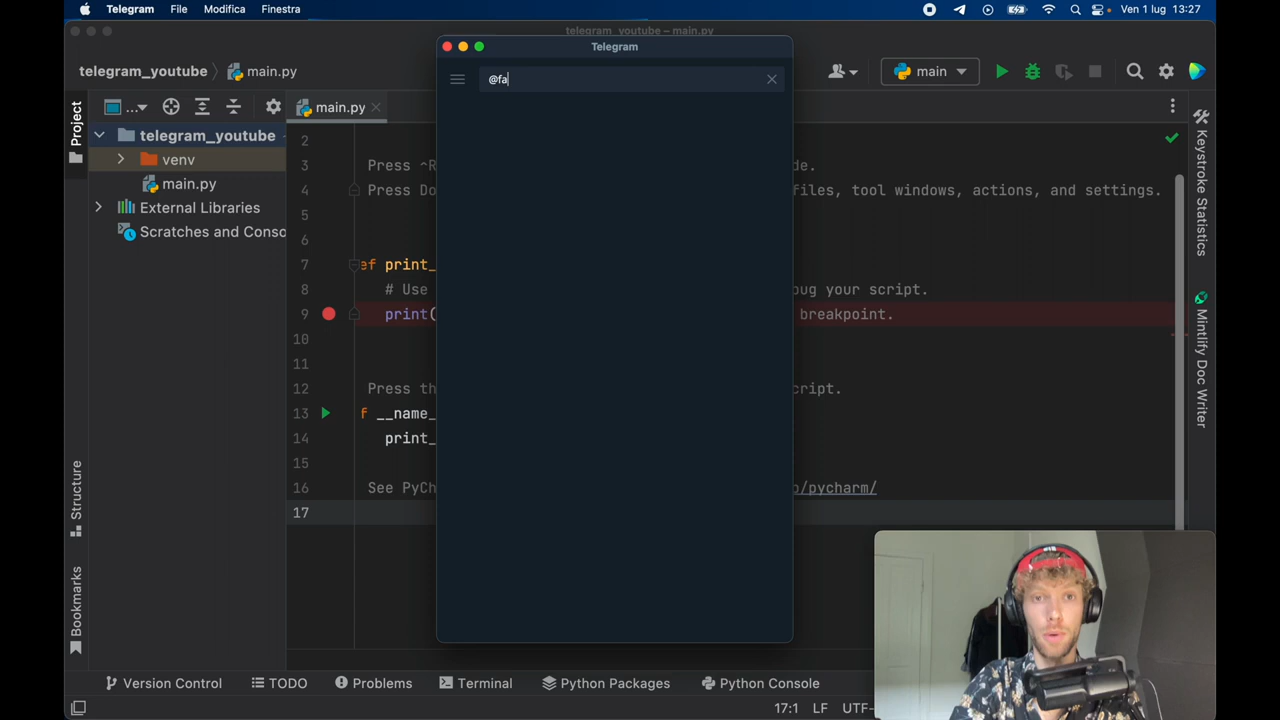 Telegram File Modifica Finestra Ven 1 lug 13:27
telegram_youtube – main.py
Telegram
telegram_youtube main.py main
@fa
Project
... main.py
telegram_youtube
venv
main.py
External Libraries
Scratches and Conso
2
3 Press ^R de.
4 Press Do files, tool windows, actions, and settings.
5
6
7 ef print_
8 # Use bug your script.
9 print( breakpoint.
10
11
12 Press th cript.
13 f __name_
14 print_
15
16 See PyCh p/pycharm/
17
Structure
Bookmarks
Keystroke Statistics
Mintlify Doc Writer
Version Control TODO Problems Terminal Python Packages Python Console
17:1 LF UTF-